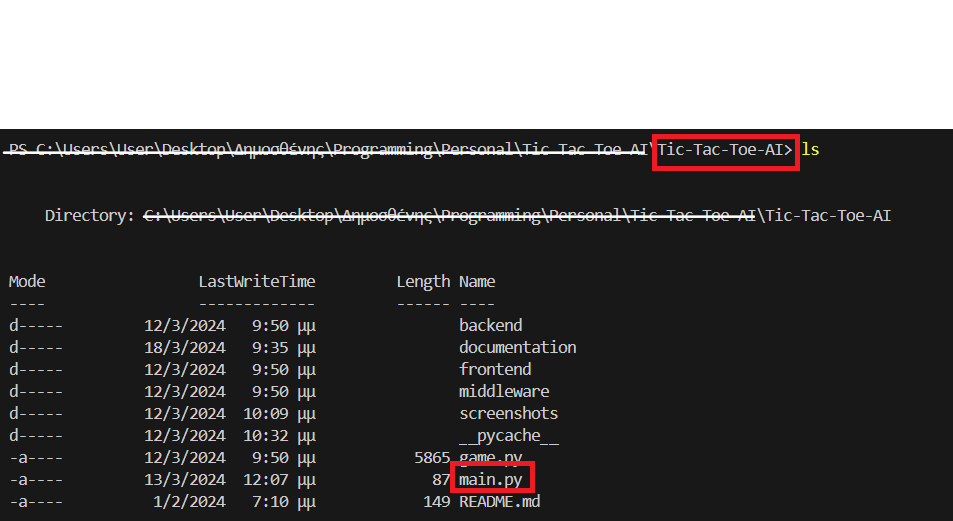 PS C:\Users\User\Desktop\Δημοσθένης\Programming\Personal\Tic Tac Toe AI\Tic-Tac-Toe-AI> ls
Directory: C:\Users\User\Desktop\Δημοσθένης\Programming\Personal\Tic Tac Toe AI\Tic-Tac-Toe-AI
Mode LastWriteTime Length Name
---- ------------- ------ ----
d----- 12/3/2024 9:50 μμ backend
d----- 18/3/2024 9:35 μμ documentation
d----- 12/3/2024 9:50 μμ frontend
d----- 12/3/2024 9:50 μμ middleware
d----- 12/3/2024 10:09 μμ screenshots
d----- 12/3/2024 10:32 μμ __pycache__
-a---- 12/3/2024 9:50 μμ 5865 game.py
-a---- 13/3/2024 12:07 μμ 87 main.py
-a---- 1/2/2024 7:10 μμ 149 README.md